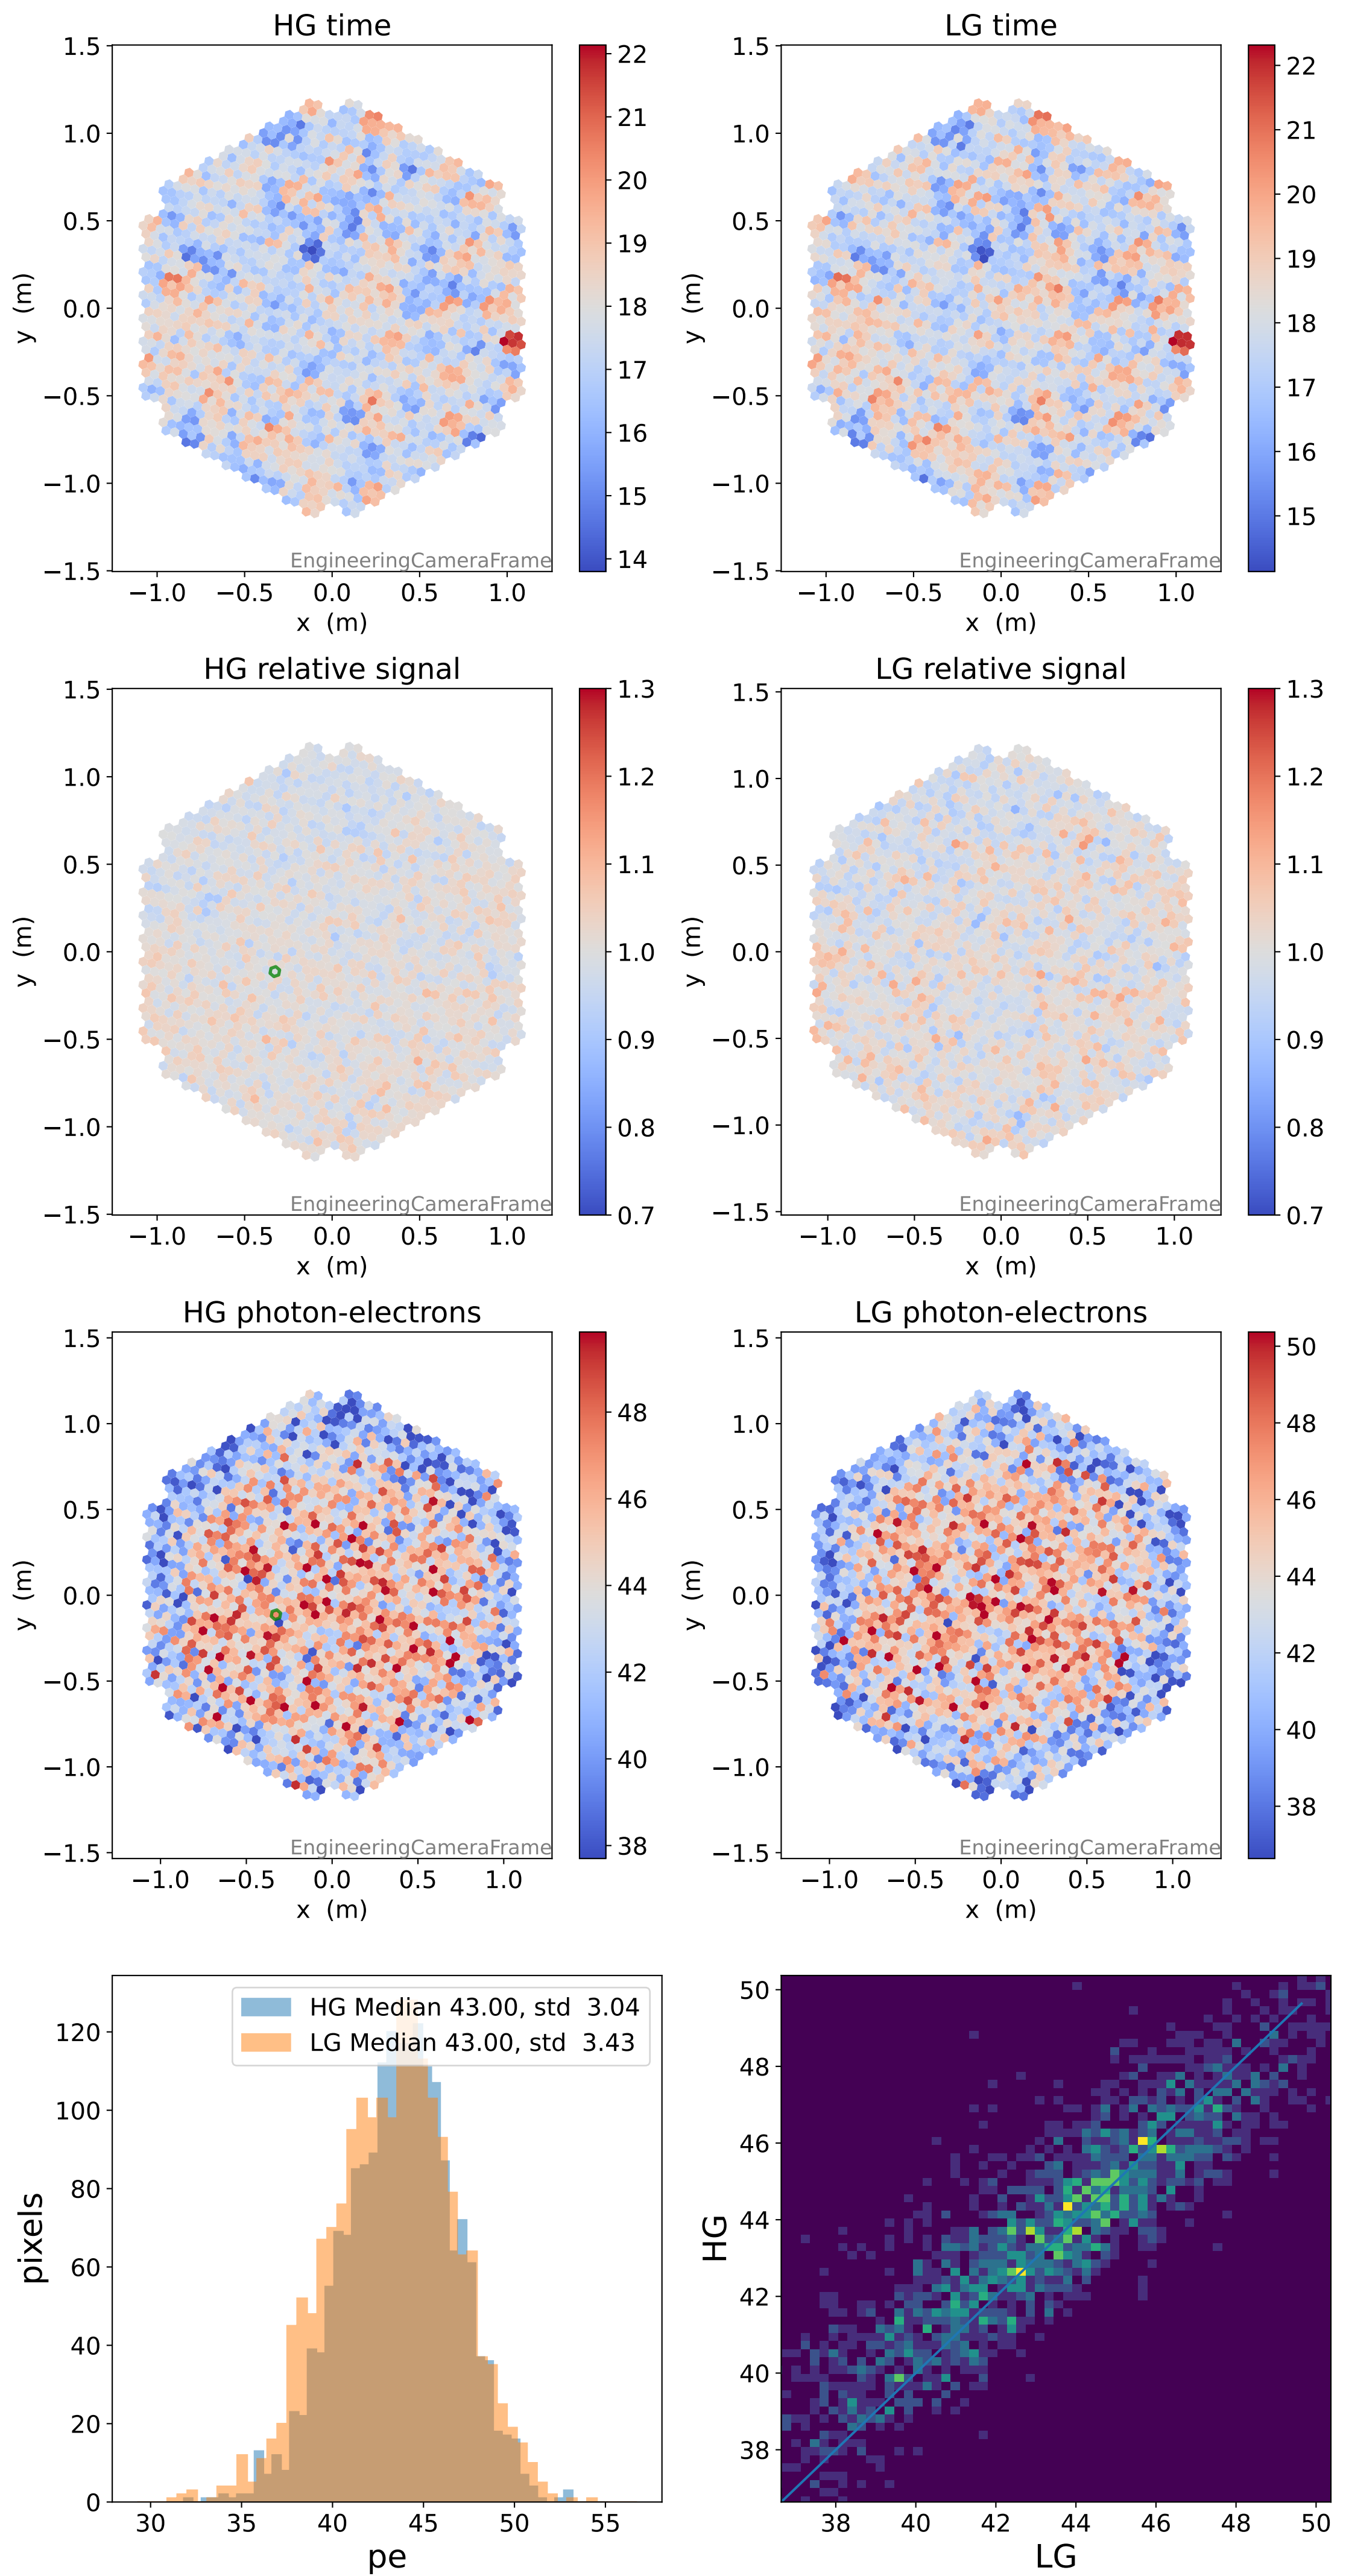 HG time
LG time
1.5
1.0
0.5
0.0
−0.5
−1.0
−1.5
y (m)
−1.0 −0.5 0.0 0.5 1.0
x (m)
EngineeringCameraFrame
22
21
20
19
18
17
16
15
14
1.5
1.0
0.5
0.0
−0.5
−1.0
−1.5
y (m)
−1.0 −0.5 0.0 0.5 1.0
x (m)
EngineeringCameraFrame
22
21
20
19
18
17
16
15
HG relative signal
LG relative signal
1.5
1.0
0.5
0.0
−0.5
−1.0
−1.5
y (m)
−1.0 −0.5 0.0 0.5 1.0
x (m)
EngineeringCameraFrame
1.3
1.2
1.1
1.0
0.9
0.8
0.7
1.5
1.0
0.5
0.0
−0.5
−1.0
−1.5
y (m)
−1.0 −0.5 0.0 0.5 1.0
x (m)
EngineeringCameraFrame
1.3
1.2
1.1
1.0
0.9
0.8
0.7
HG photon-electrons
LG photon-electrons
1.5
1.0
0.5
0.0
−0.5
−1.0
−1.5
y (m)
−1.0 −0.5 0.0 0.5 1.0
x (m)
EngineeringCameraFrame
48
46
44
42
40
38
1.5
1.0
0.5
0.0
−0.5
−1.0
−1.5
y (m)
−1.0 −0.5 0.0 0.5 1.0
x (m)
EngineeringCameraFrame
50
48
46
44
42
40
38
HG Median 43.00, std 3.04
LG Median 43.00, std 3.43
120
100
80
60
40
20
0
pixels
30 35 40 45 50 55
pe
50
48
46
44
42
40
38
HG
38 40 42 44 46 48 50
LG